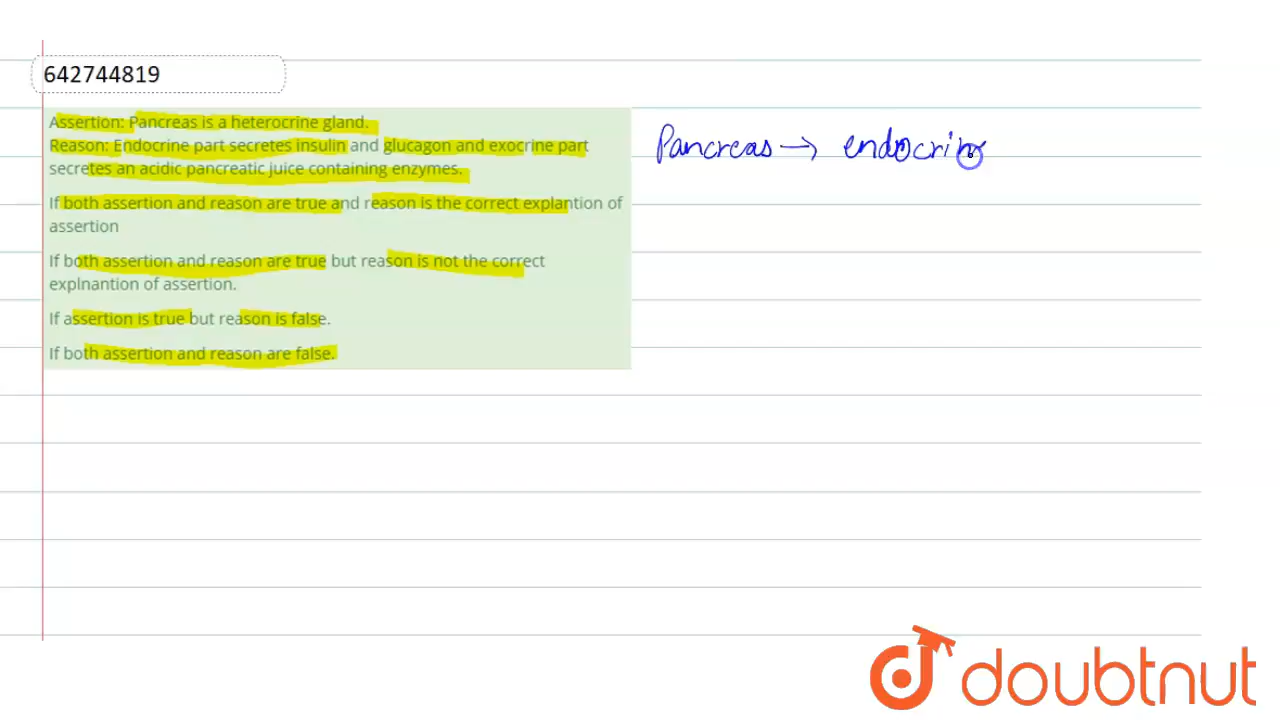 642744819
Assertion: Pancreas is a heterocrine gland.
Reason: Endocrine part secretes insulin and glucagon and exocrine part
secretes an acidic pancreatic juice containing enzymes.
If both assertion and reason are true and reason is the correct explantion of
assertion
If both assertion and reason are true but reason is not the correct
explnantion of assertion.
If assertion is true but reason is false.
If both assertion and reason are false.
Pancreas → endocrin
doubtnut